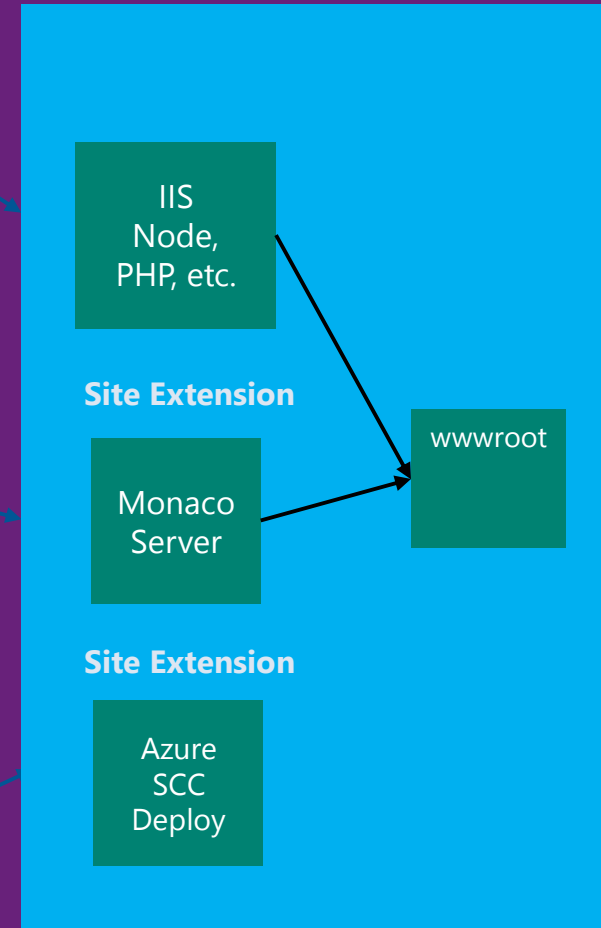 IIS
Node,
PHP, etc.
Site Extension
wwwroot
Monaco
Server
Site Extension
Azure
SCC
Deploy